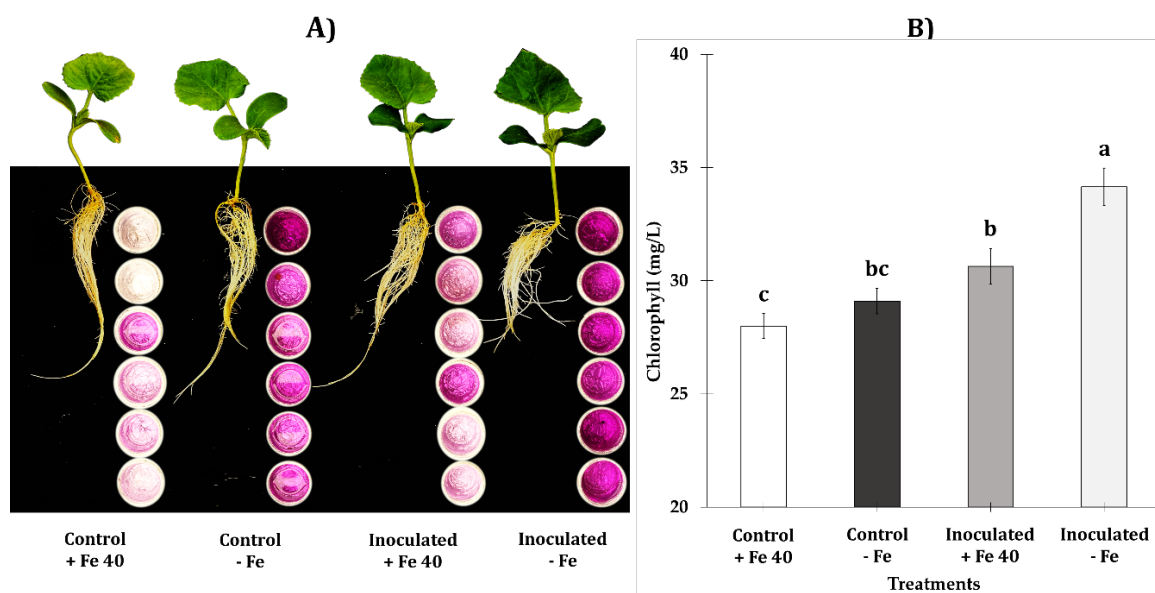 A)
Control
+ Fe 40
Control
- Fe
Inoculated
+ Fe 40
Inoculated
- Fe
B)
Chlorophyll (mg/L)
40
35
30
25
20
c
bc
b
a
Control
+ Fe 40
Control
- Fe
Inoculated
+ Fe 40
Inoculated
- Fe
Treatments